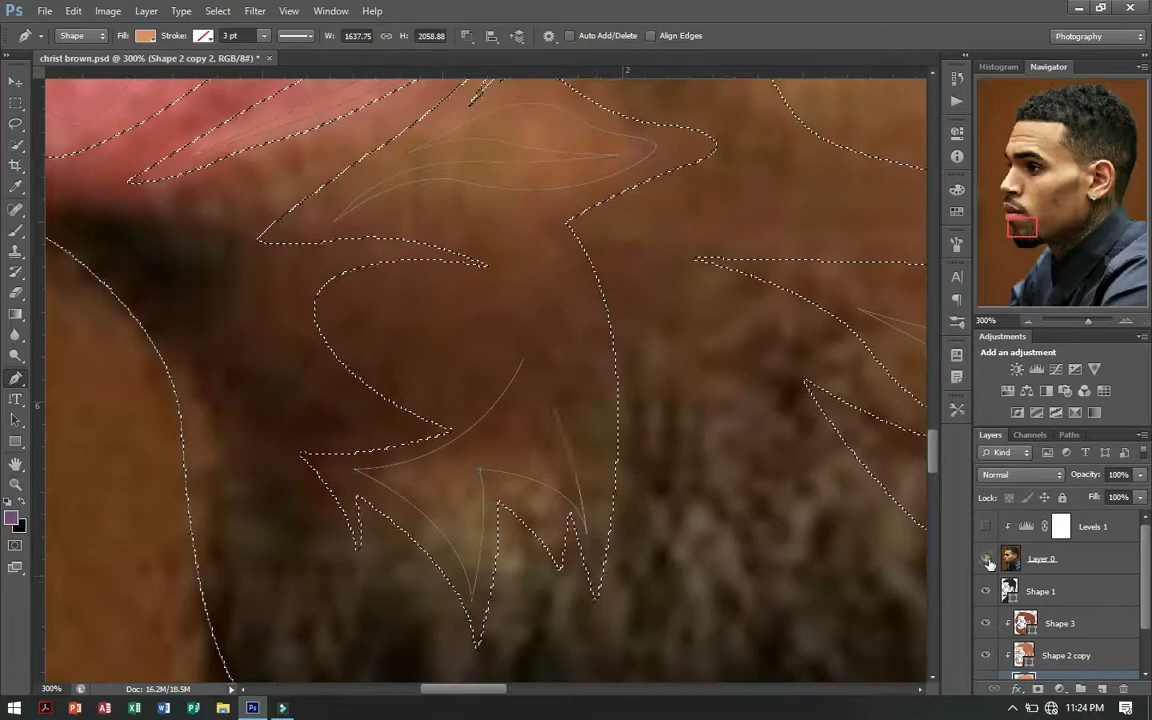 Ps File Edit Image Layer Type Select Filter View Window Help
Shape Fill: Stroke: 3 pt W: 1637.75 H: 2058.88 Auto Add/Delete Align Edges Photography
christ brown.psd @ 300% (Shape 2 copy 2, RGB/8#) * ×
Histogram Navigator
2
6
300%
Adjustments
Add an adjustment
Layers Channels Paths
Kind
Normal Opacity: 100%
Lock: Fill: 100%
Levels 1
Layer 0
Shape 1
Shape 3
Shape 2 copy
fx
300% Doc: 16.2M/18.5M
11:24 PM